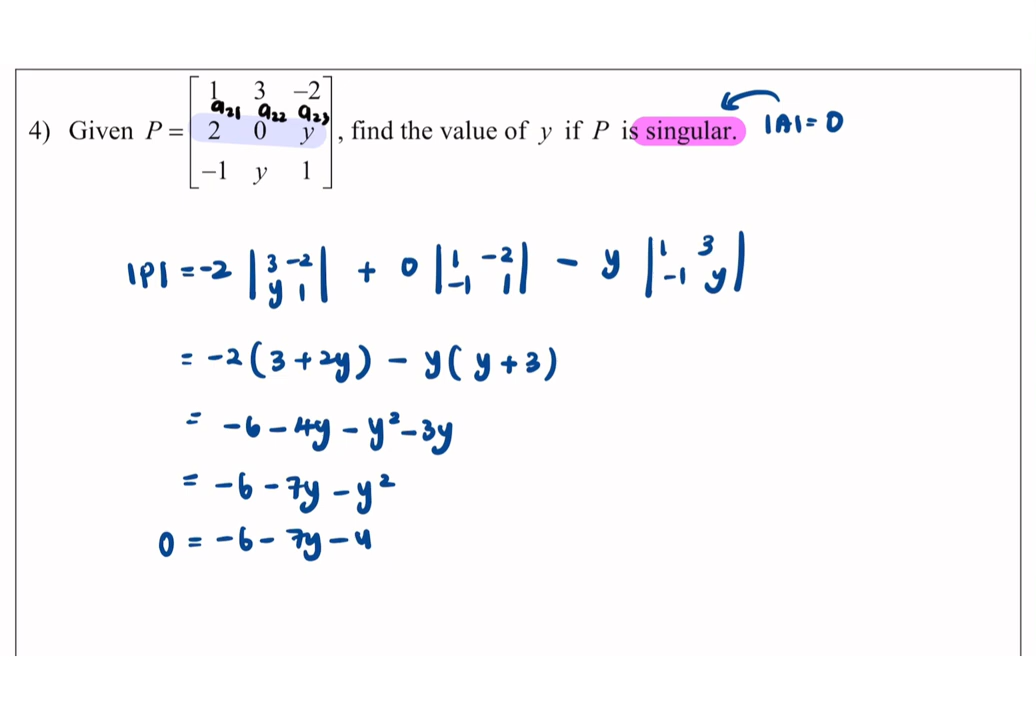 1 3 −2
a21 a22 a23
4) Given P = 2 0 y , find the value of y if P is singular. |A| = 0
−1 y 1
|P| = -2 |3 -2| + 0 |1 -2| - y |1 3|
|y 1| |-1 1| |-1 y|
= -2(3 + 2y) - y(y + 3)
= -6 - 4y - y² - 3y
= -6 - 7y - y²
0 = -6 - 7y - y